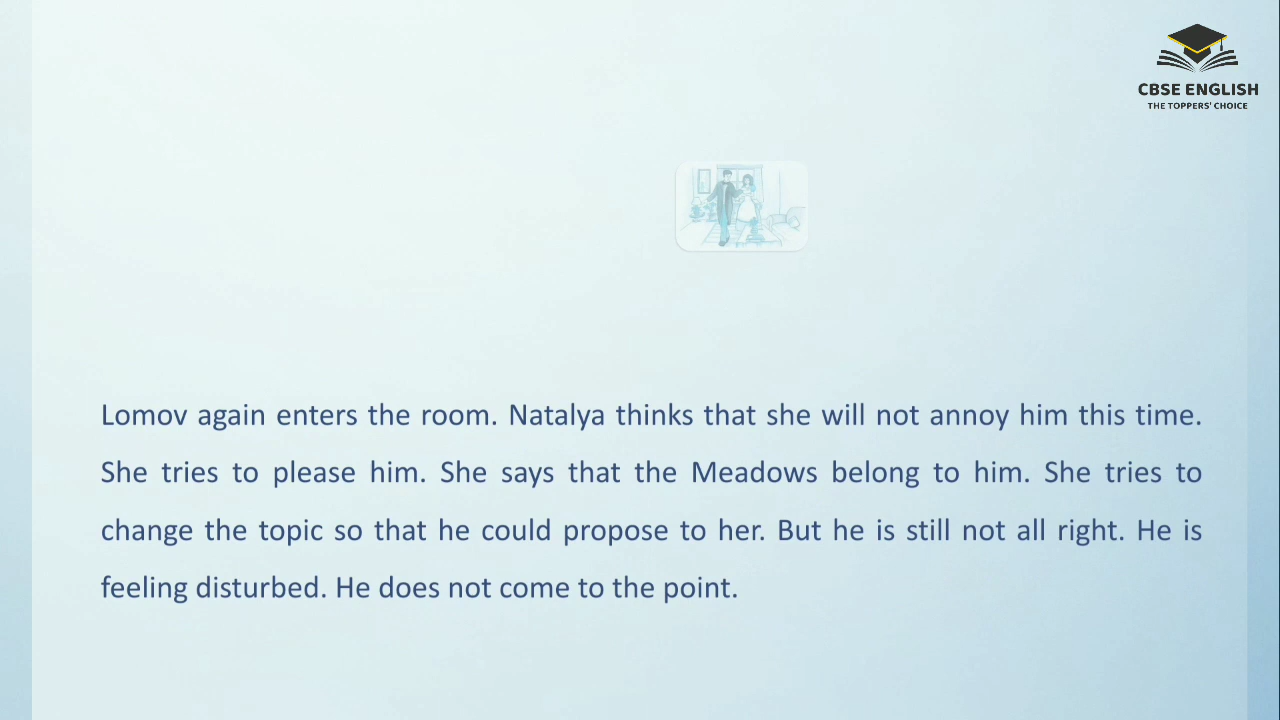 CBSE ENGLISH
THE TOPPERS' CHOICE
Lomov again enters the room. Natalya thinks that she will not annoy him this time.
She tries to please him. She says that the Meadows belong to him. She tries to
change the topic so that he could propose to her. But he is still not all right. He is
feeling disturbed. He does not come to the point.